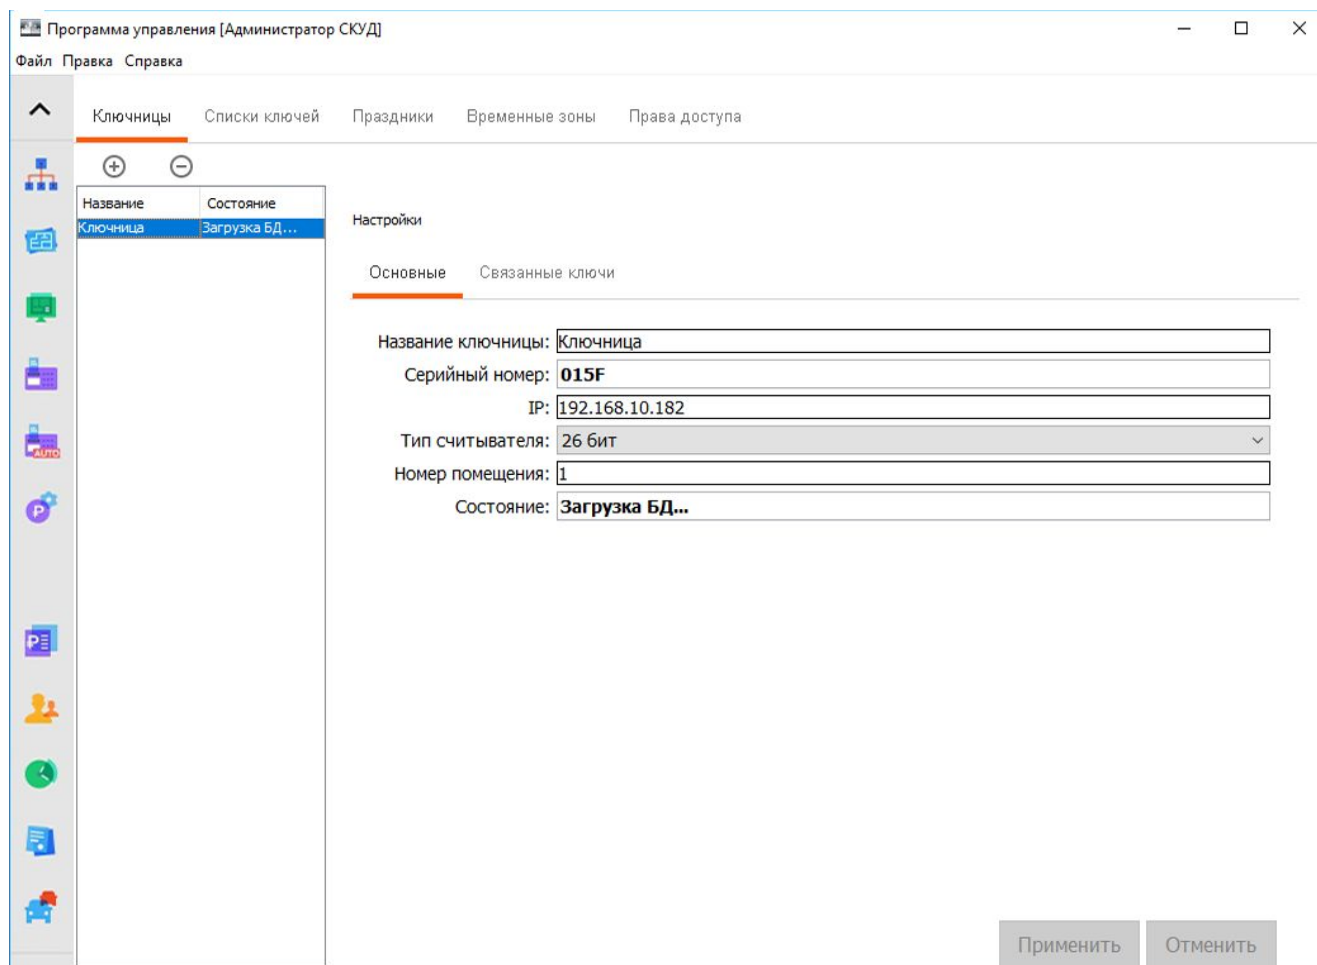 Программа управления [Администратор СКУД]
Файл Правка Справка
Ключницы Списки ключей Праздники Временные зоны Права доступа
Название Состояние
Ключница Загрузка БД...
Настройки
Основные Связанные ключи
Название ключницы: Ключница
Серийный номер: 015F
IP: 192.168.10.182
Тип считывателя: 26 бит
Номер помещения: 1
Состояние: Загрузка БД...
AUTO
P
P
Применить Отменить